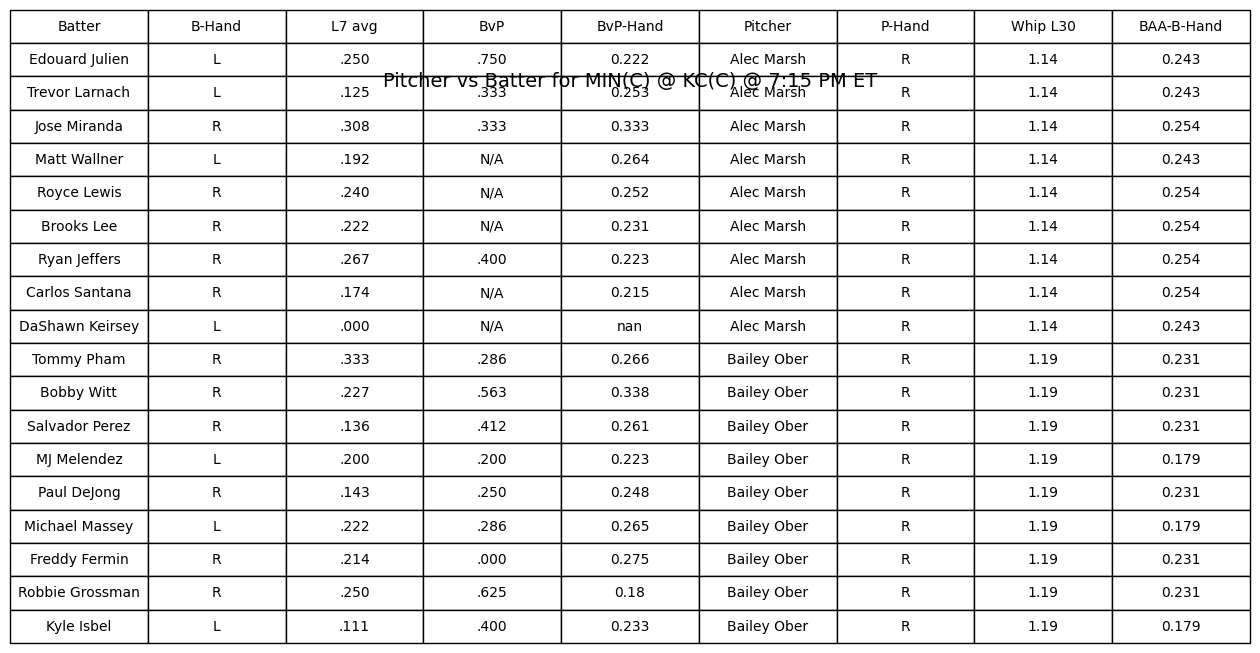 Batter B-Hand L7 avg BvP BvP-Hand Pitcher P-Hand Whip L30 BAA-B-Hand
Edouard Julien L .250 .750 0.222 Alec Marsh R 1.14 0.243
Pitcher vs Batter for MIN(C) @ KC(C) @ 7:15 PM ET
Trevor Larnach L .125 .333 0.253 Alec Marsh R 1.14 0.243
Jose Miranda R .308 .333 0.333 Alec Marsh R 1.14 0.254
Matt Wallner L .192 N/A 0.264 Alec Marsh R 1.14 0.243
Royce Lewis R .240 N/A 0.252 Alec Marsh R 1.14 0.254
Brooks Lee R .222 N/A 0.231 Alec Marsh R 1.14 0.254
Ryan Jeffers R .267 .400 0.223 Alec Marsh R 1.14 0.254
Carlos Santana R .174 N/A 0.215 Alec Marsh R 1.14 0.254
DaShawn Keirsey L .000 N/A nan Alec Marsh R 1.14 0.243
Tommy Pham R .333 .286 0.266 Bailey Ober R 1.19 0.231
Bobby Witt R .227 .563 0.338 Bailey Ober R 1.19 0.231
Salvador Perez R .136 .412 0.261 Bailey Ober R 1.19 0.231
MJ Melendez L .200 .200 0.223 Bailey Ober R 1.19 0.179
Paul DeJong R .143 .250 0.248 Bailey Ober R 1.19 0.231
Michael Massey L .222 .286 0.265 Bailey Ober R 1.19 0.179
Freddy Fermin R .214 .000 0.275 Bailey Ober R 1.19 0.231
Robbie Grossman R .250 .625 0.18 Bailey Ober R 1.19 0.231
Kyle Isbel L .111 .400 0.233 Bailey Ober R 1.19 0.179